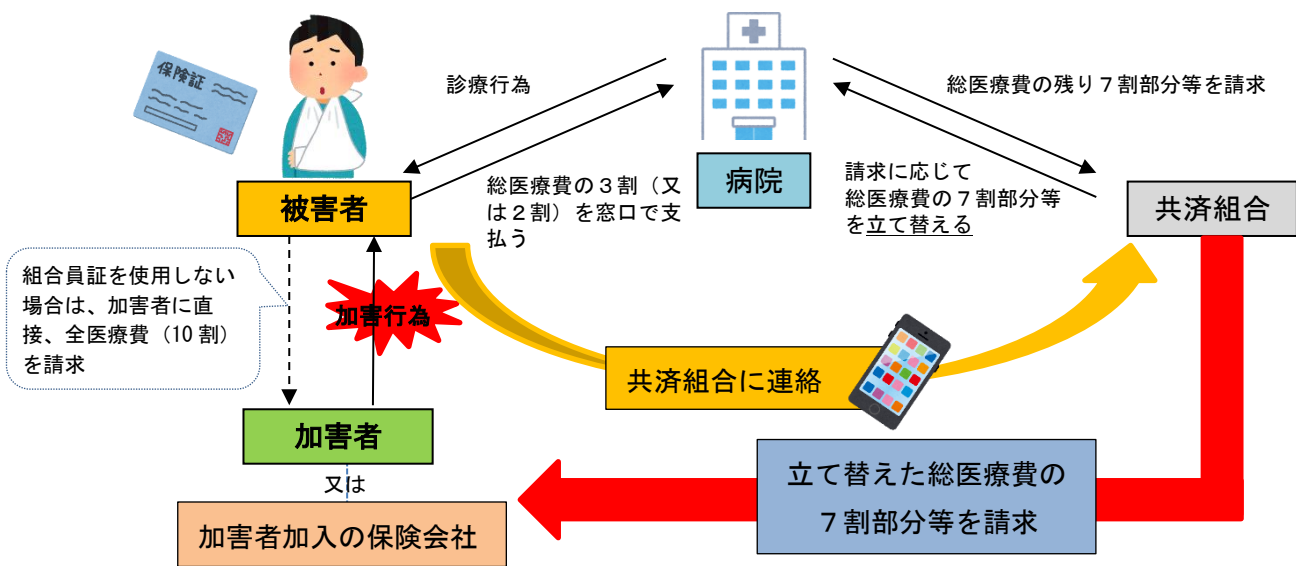 保険証
診療行為
総医療費の残り７割部分等を請求
被害者
総医療費の３割（又
は２割）を窓口で支
払う
病院
請求に応じて
総医療費の７割部分等
を立て替える
共済組合
組合員証を使用しない
場合は、加害者に直
接、全医療費（10 割）
を請求
加害行為
共済組合に連絡
加害者
又は
加害者加入の保険会社
立て替えた総医療費の
７割部分等を請求